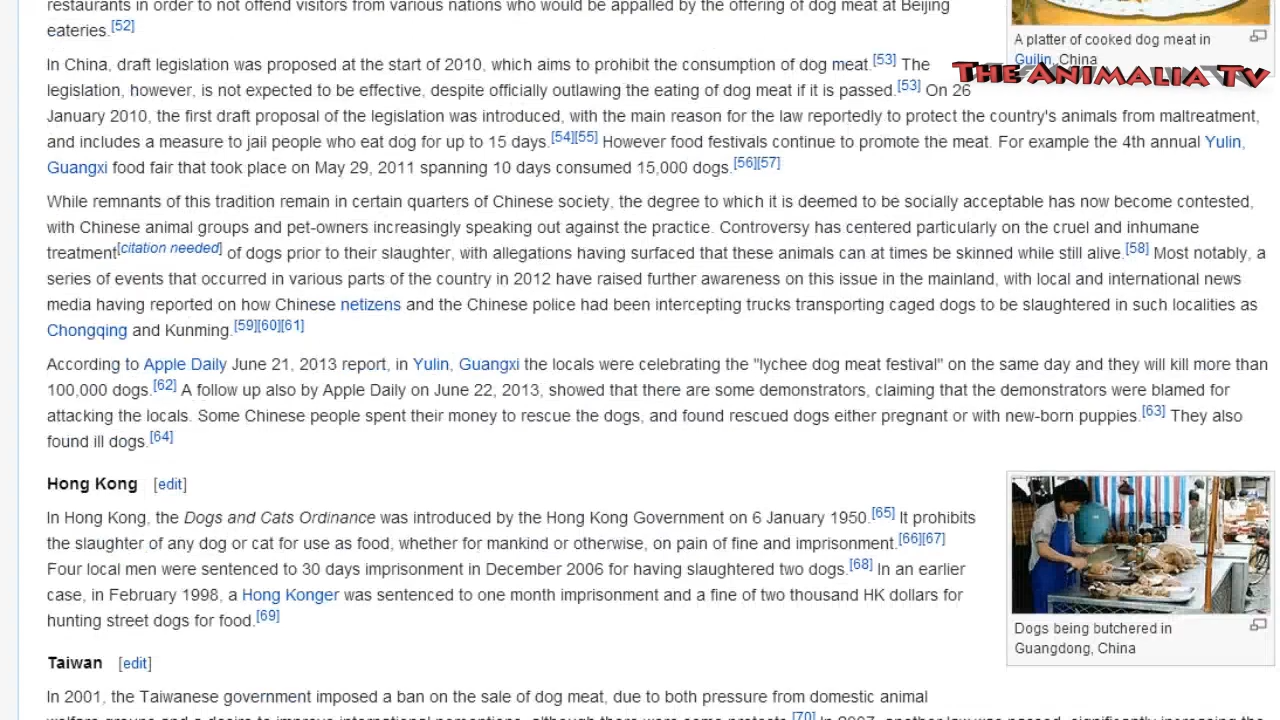 restaurants in order to not offend visitors from various nations who would be appalled by the offering of dog meat at Beijing
eateries.[52]
A platter of cooked dog meat in
Guilin, China
THE ANIMALIA TV
In China, draft legislation was proposed at the start of 2010, which aims to prohibit the consumption of dog meat.[53] The
legislation, however, is not expected to be effective, despite officially outlawing the eating of dog meat if it is passed.[53] On 26
January 2010, the first draft proposal of the legislation was introduced, with the main reason for the law reportedly to protect the country's animals from maltreatment,
and includes a measure to jail people who eat dog for up to 15 days.[54][55] However food festivals continue to promote the meat. For example the 4th annual Yulin,
Guangxi food fair that took place on May 29, 2011 spanning 10 days consumed 15,000 dogs.[56][57]
While remnants of this tradition remain in certain quarters of Chinese society, the degree to which it is deemed to be socially acceptable has now become contested,
with Chinese animal groups and pet-owners increasingly speaking out against the practice. Controversy has centered particularly on the cruel and inhumane
treatment[citation needed] of dogs prior to their slaughter, with allegations having surfaced that these animals can at times be skinned while still alive.[58] Most notably, a
series of events that occurred in various parts of the country in 2012 have raised further awareness on this issue in the mainland, with local and international news
media having reported on how Chinese netizens and the Chinese police had been intercepting trucks transporting caged dogs to be slaughtered in such localities as
Chongqing and Kunming.[59][60][61]
According to Apple Daily June 21, 2013 report, in Yulin, Guangxi the locals were celebrating the "lychee dog meat festival" on the same day and they will kill more than
100,000 dogs.[62] A follow up also by Apple Daily on June 22, 2013, showed that there are some demonstrators, claiming that the demonstrators were blamed for
attacking the locals. Some Chinese people spent their money to rescue the dogs, and found rescued dogs either pregnant or with new-born puppies.[63] They also
found ill dogs.[64]
Hong Kong [edit]
In Hong Kong, the Dogs and Cats Ordinance was introduced by the Hong Kong Government on 6 January 1950.[65] It prohibits
the slaughter of any dog or cat for use as food, whether for mankind or otherwise, on pain of fine and imprisonment.[66][67]
Four local men were sentenced to 30 days imprisonment in December 2006 for having slaughtered two dogs.[68] In an earlier
case, in February 1998, a Hong Konger was sentenced to one month imprisonment and a fine of two thousand HK dollars for
hunting street dogs for food.[69]
Dogs being butchered in
Guangdong, China
Taiwan [edit]
In 2001, the Taiwanese government imposed a ban on the sale of dog meat, due to both pressure from domestic animal
[70]